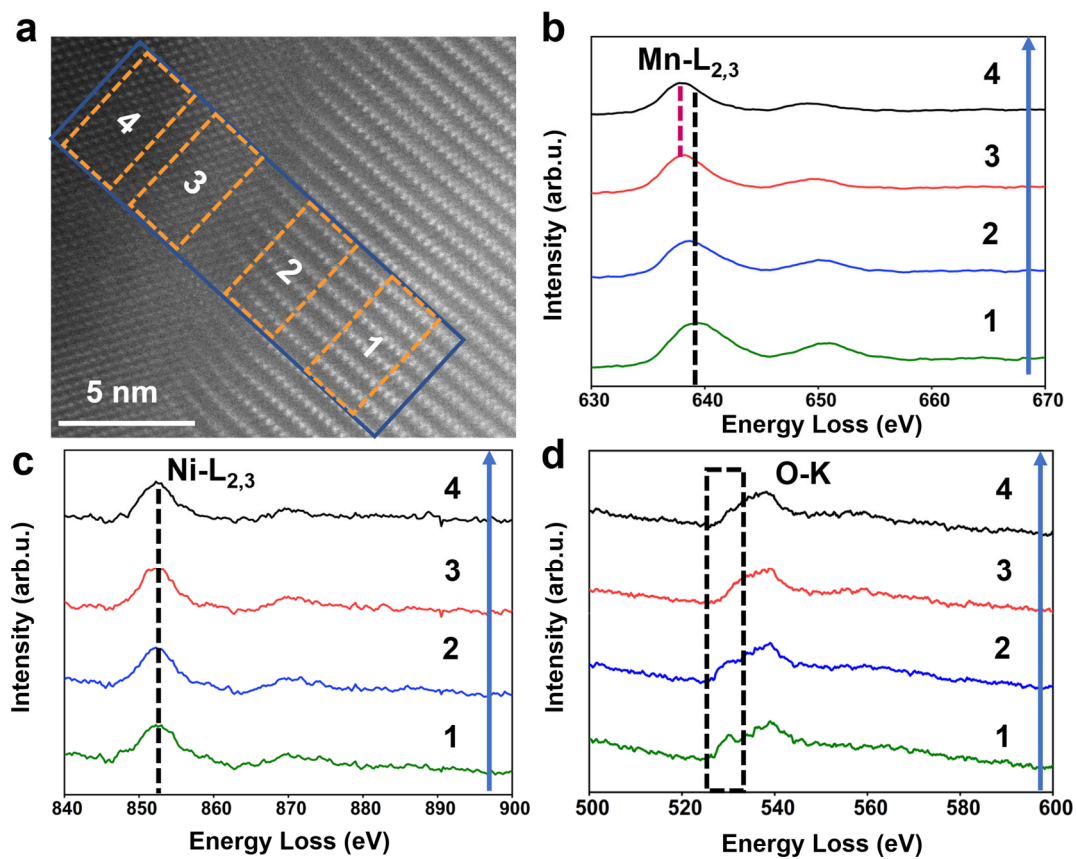 a
4
3
2
1
5 nm
b
Mn-L2,3
4
3
2
1
Intensity (arb.u.)
630 640 650 660 670
Energy Loss (eV)
c
Ni-L2,3
4
3
2
1
Intensity (arb.u.)
840 850 860 870 880 890 900
Energy Loss (eV)
d
O-K
4
3
2
1
Intensity (arb.u.)
500 520 540 560 580 600
Energy Loss (eV)